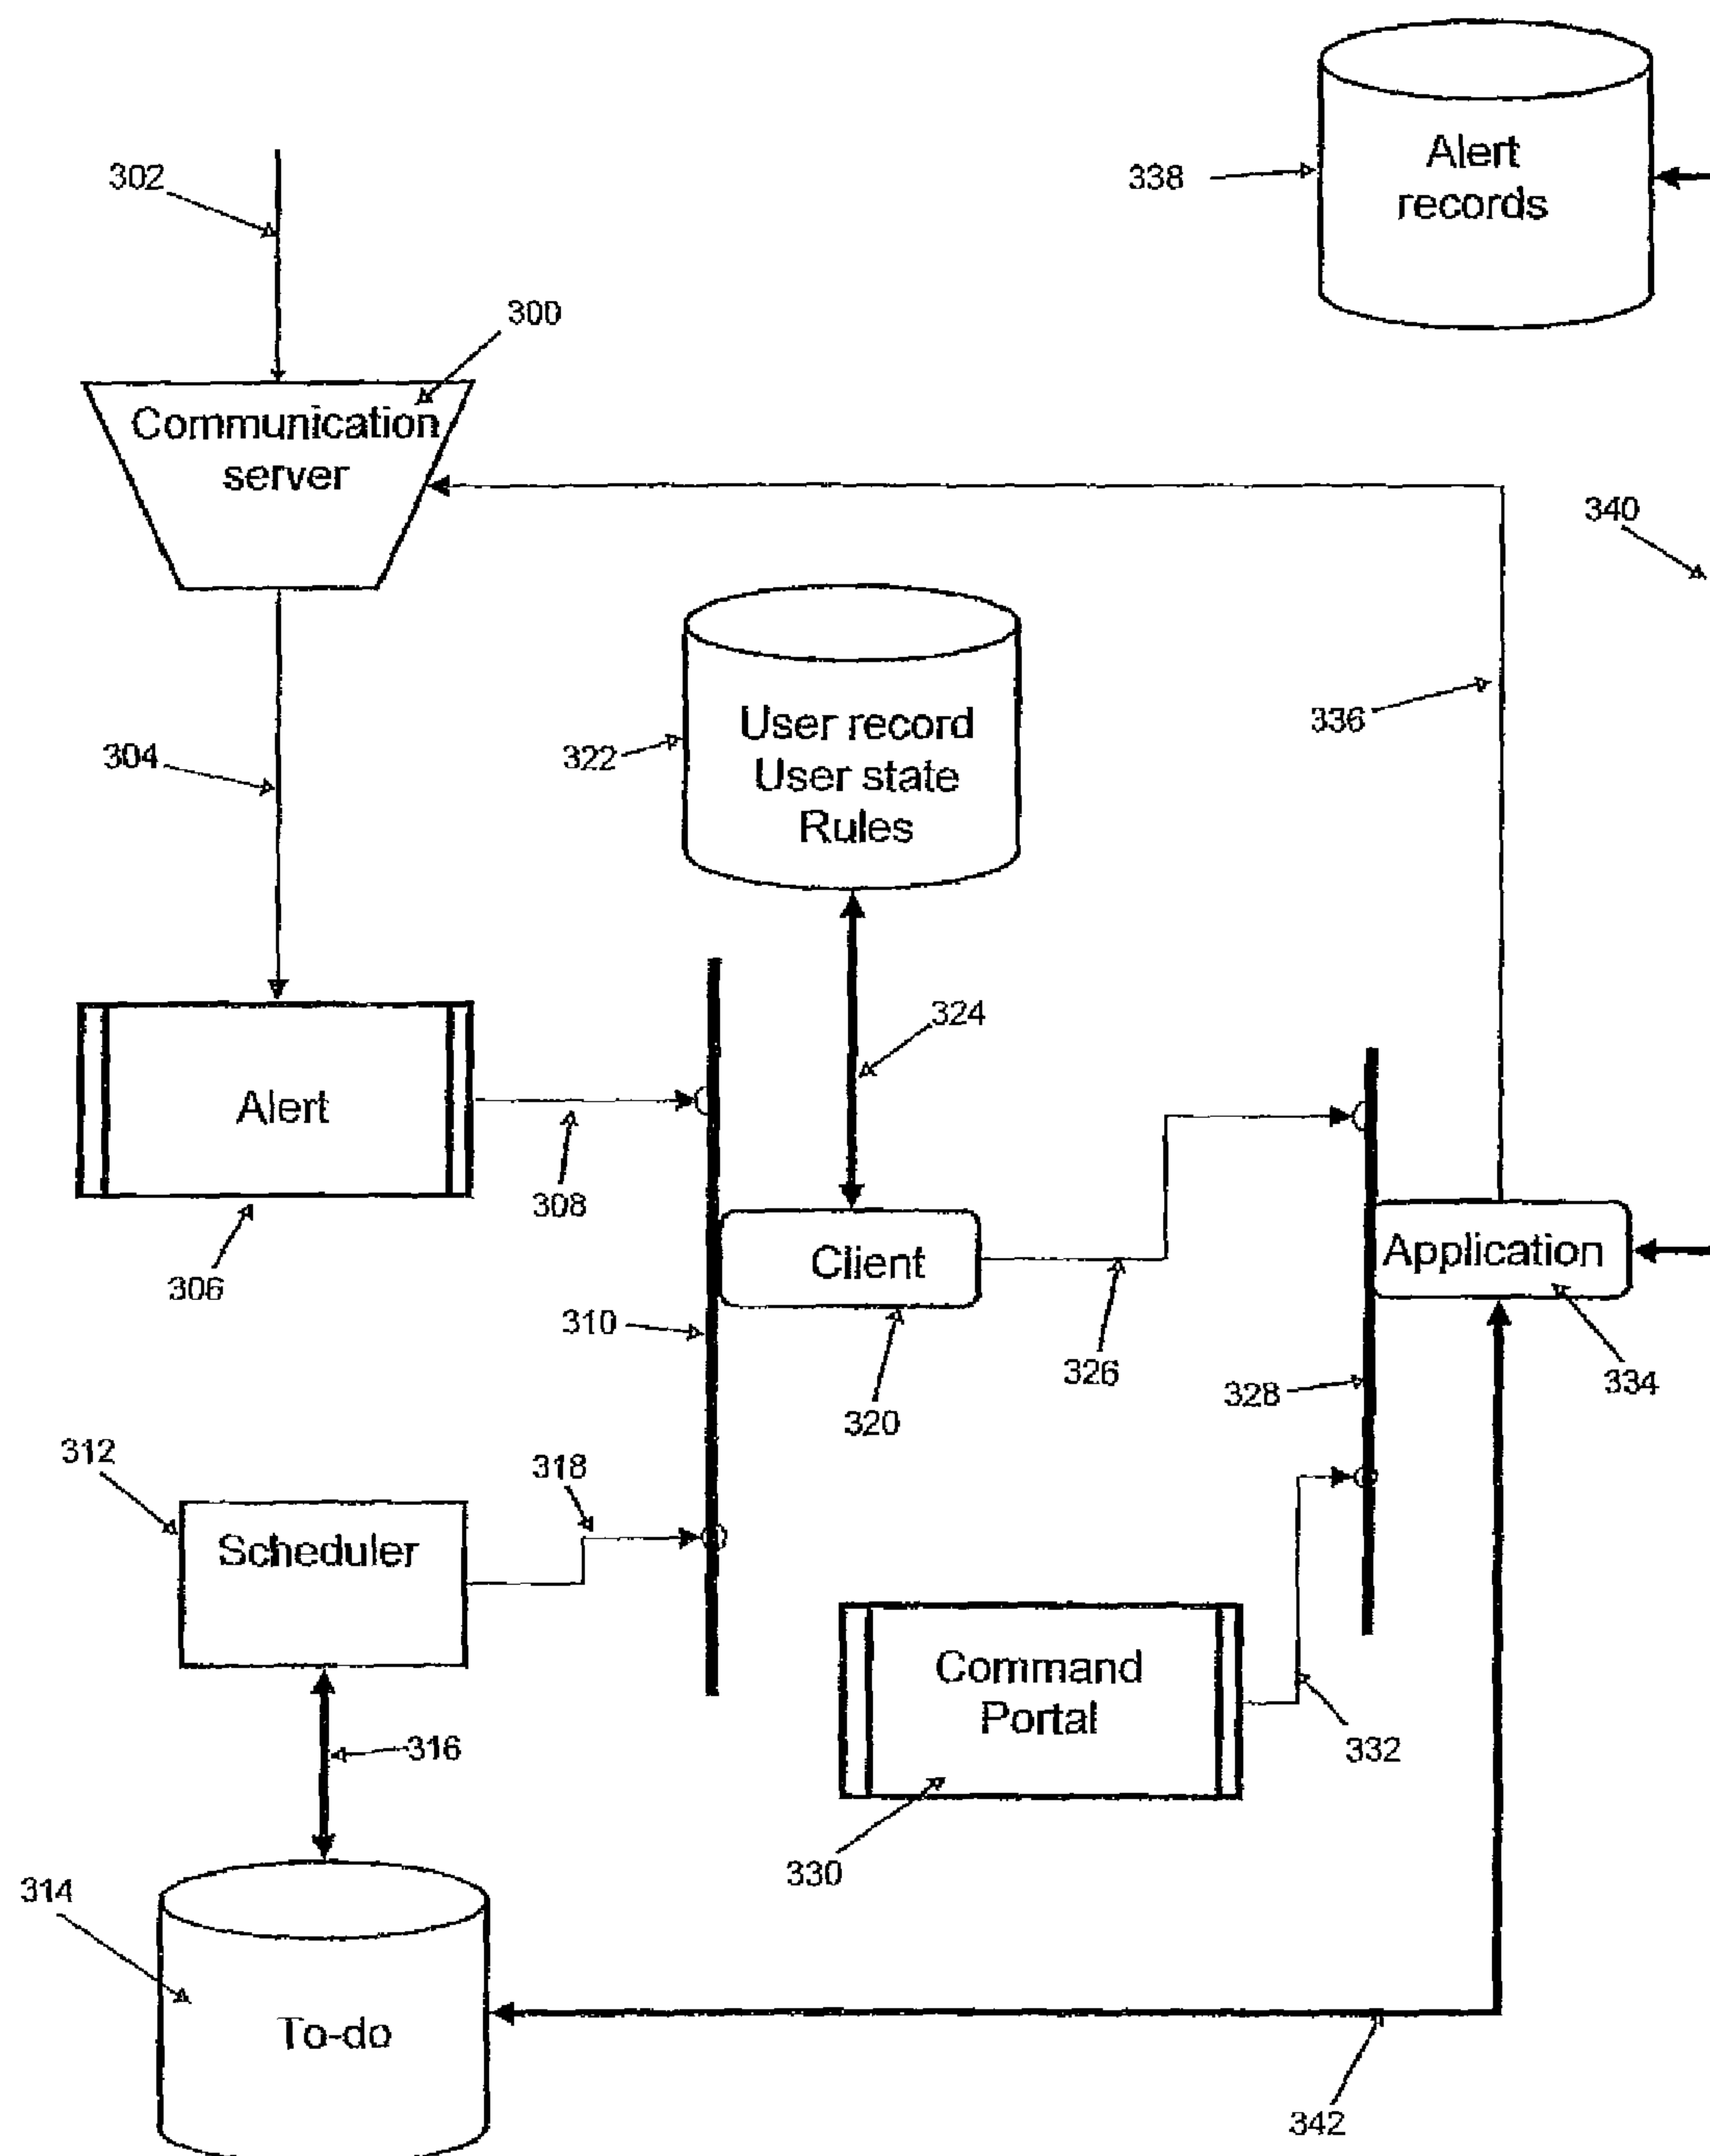 302
338
Alert
records
300
Communication
server
340
336
304
322
User record
User state
Rules
324
Alert
308
306
310
Client
320
326
Application
334
328
312
318
Scheduler
Command
Portal
316
332
330
314
To-do
342